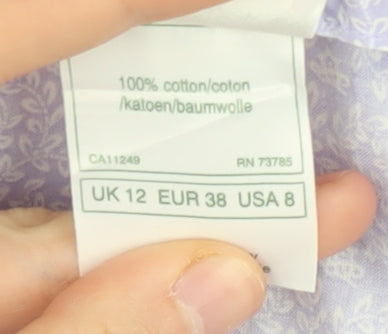 100% cotton/coton
/katoen/baumwolle
CA11249 RN 73785
UK 12 EUR 38 USA 8